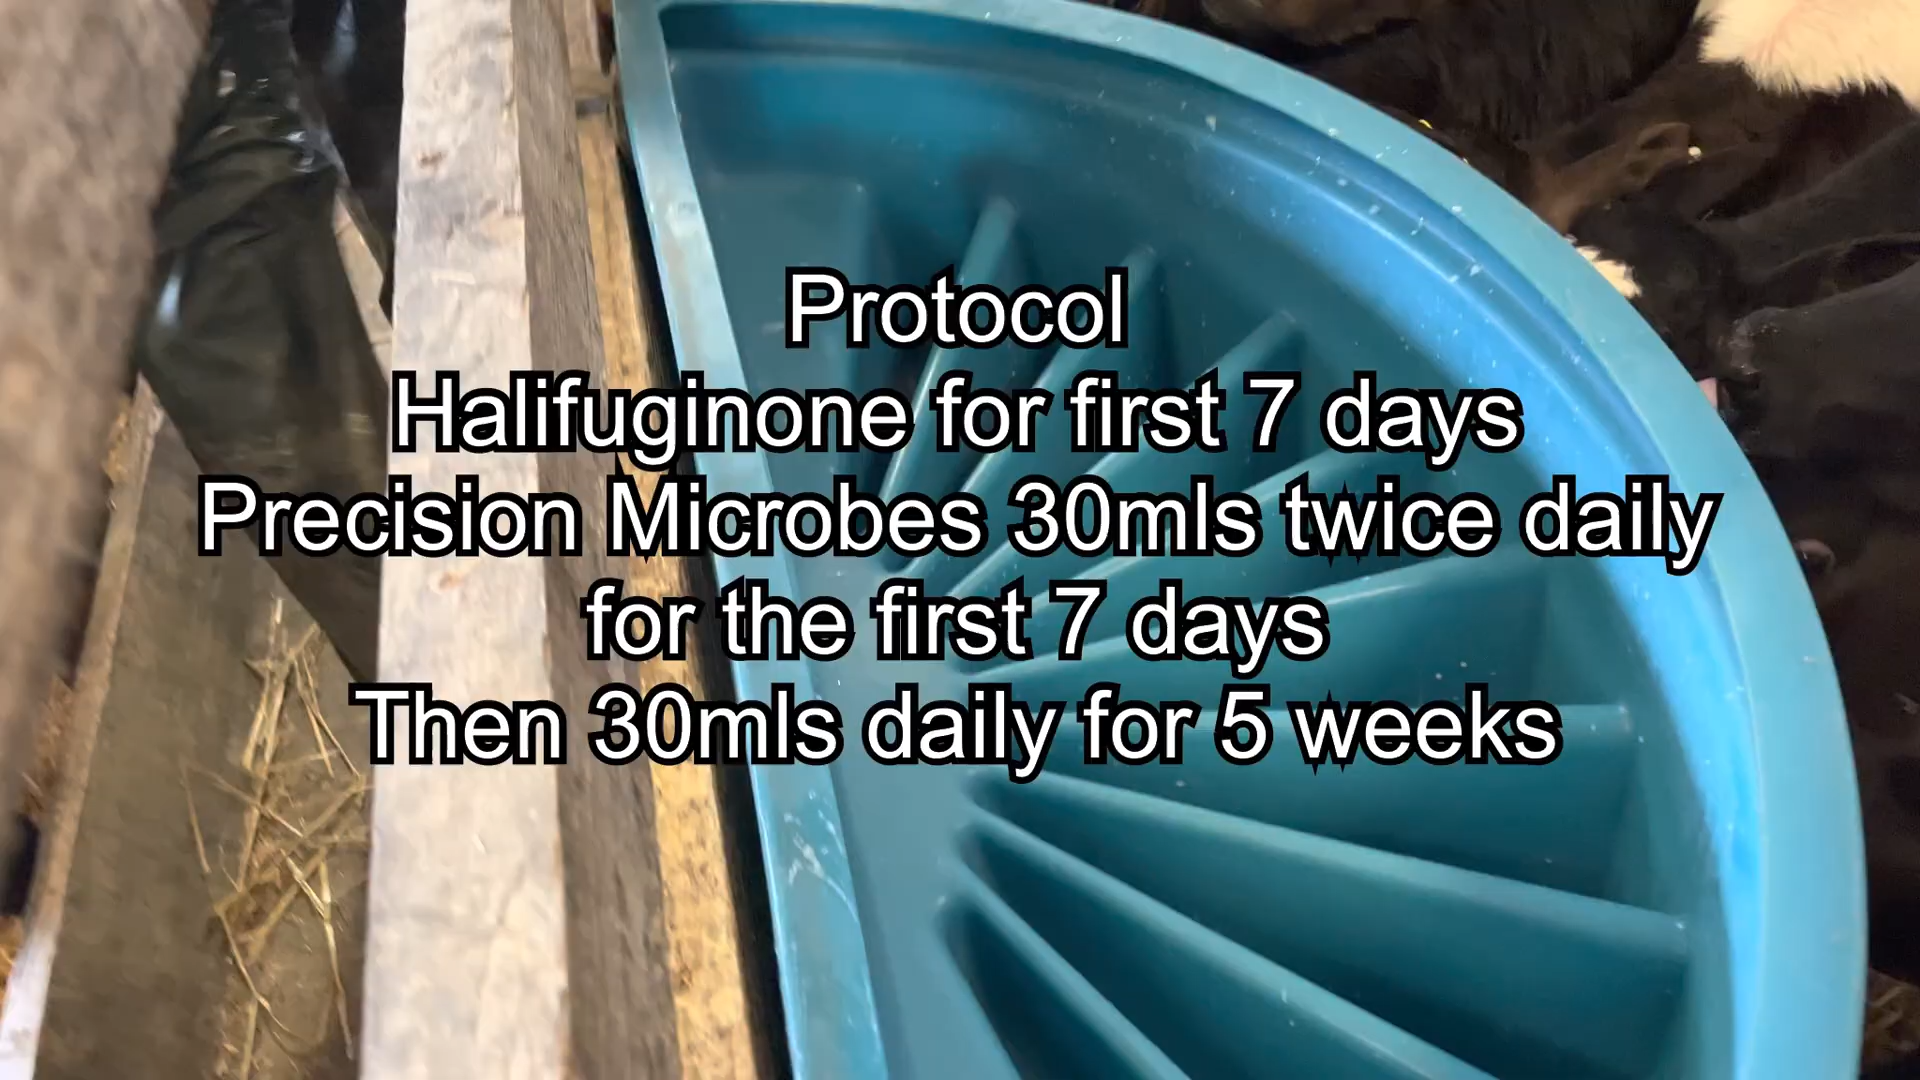 Protocol
Halifuginone for first 7 days
Precision Microbes 30mls twice daily
for the first 7 days
Then 30mls daily for 5 weeks